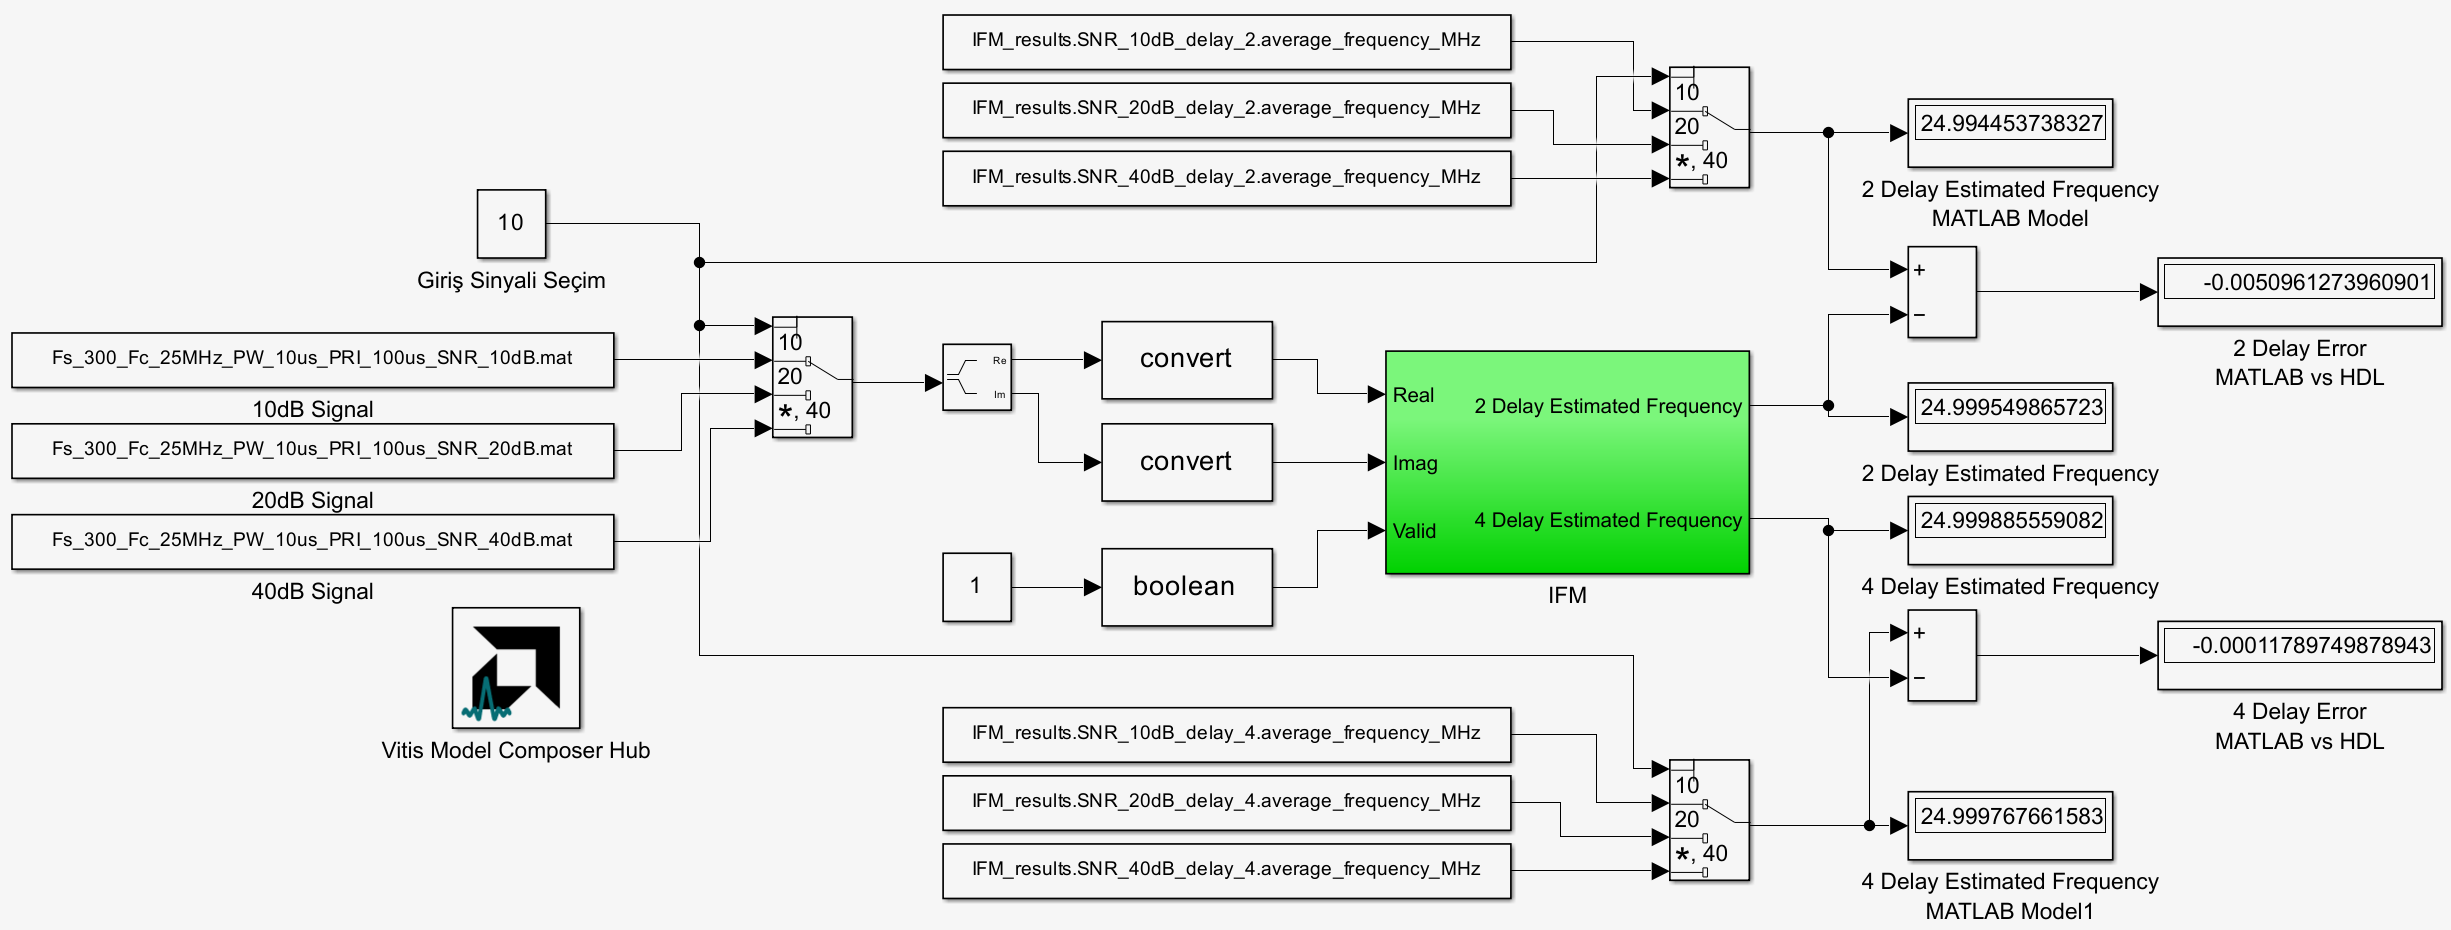 IFM_results.SNR_10dB_delay_2.average_frequency_MHz
IFM_results.SNR_20dB_delay_2.average_frequency_MHz
IFM_results.SNR_40dB_delay_2.average_frequency_MHz
10
20
*, 40
24.994453738327
2 Delay Estimated Frequency
MATLAB Model
10
Giriş Sinyali Seçim
+
−
-0.0050961273960901
2 Delay Error
MATLAB vs HDL
Fs_300_Fc_25MHz_PW_10us_PRI_100us_SNR_10dB.mat
10dB Signal
Fs_300_Fc_25MHz_PW_10us_PRI_100us_SNR_20dB.mat
20dB Signal
Fs_300_Fc_25MHz_PW_10us_PRI_100us_SNR_40dB.mat
40dB Signal
10
20
*, 40
Re
Im
convert
convert
1
boolean
Real
Imag
Valid
2 Delay Estimated Frequency
4 Delay Estimated Frequency
IFM
24.999549865723
2 Delay Estimated Frequency
24.999885559082
4 Delay Estimated Frequency
+
−
-0.00011789749878943
4 Delay Error
MATLAB vs HDL
Vitis Model Composer Hub
IFM_results.SNR_10dB_delay_4.average_frequency_MHz
IFM_results.SNR_20dB_delay_4.average_frequency_MHz
IFM_results.SNR_40dB_delay_4.average_frequency_MHz
10
20
*, 40
24.999767661583
4 Delay Estimated Frequency
MATLAB Model1